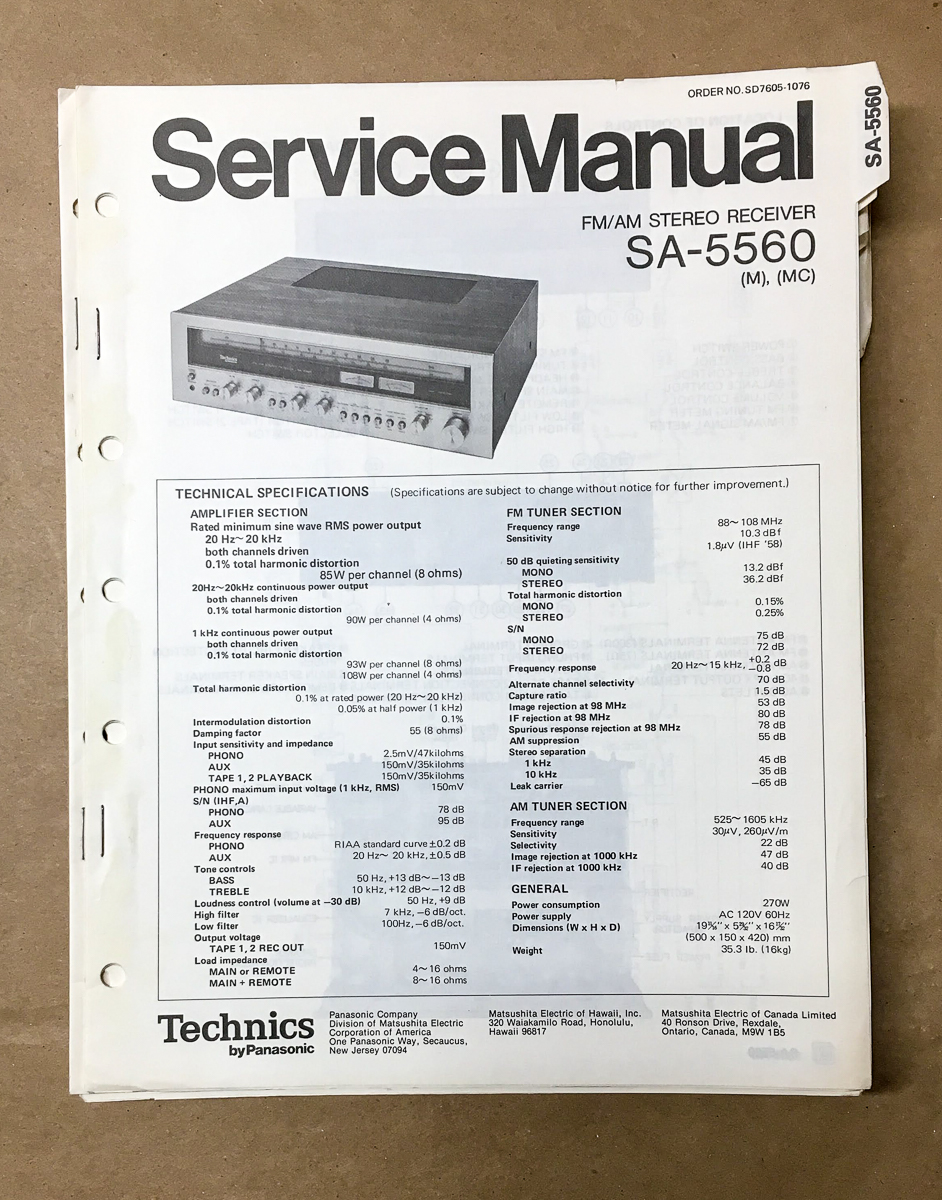 ORDER NO. SD7605-1076
SA-5560
Service Manual
FM/AM STEREO RECEIVER
SA-5560
(M), (MC)
Technics
TECHNICAL SPECIFICATIONS (Specifications are subject to change without notice for further improvement.)
AMPLIFIER SECTION
Rated minimum sine wave RMS power output
20 Hz~20 kHz
both channels driven
0.1% total harmonic distortion
85W per channel (8 ohms)
20Hz~20kHz continuous power output
both channels driven
0.1% total harmonic distortion
90W per channel (4 ohms)
1 kHz continuous power output
both channels driven
0.1% total harmonic distortion
93W per channel (8 ohms)
108W per channel (4 ohms)
Total harmonic distortion
0.1% at rated power (20 Hz~20 kHz)
0.05% at half power (1 kHz)
Intermodulation distortion 0.1%
Damping factor 55 (8 ohms)
Input sensitivity and impedance
PHONO 2.5mV/47kilohms
AUX 150mV/35kilohms
TAPE 1, 2 PLAYBACK 150mV/35kilohms
PHONO maximum input voltage (1 kHz, RMS) 150mV
S/N (IHF,A)
PHONO 78 dB
AUX 95 dB
Frequency response
PHONO RIAA standard curve ±0.2 dB
AUX 20 Hz~ 20 kHz, ±0.5 dB
Tone controls
BASS 50 Hz, +13 dB~−13 dB
TREBLE 10 kHz, +12 dB~−12 dB
Loudness control (volume at −30 dB) 50 Hz, +9 dB
High filter 7 kHz, −6 dB/oct.
Low filter 100Hz, −6 dB/oct.
Output voltage
TAPE 1, 2 REC OUT 150mV
Load impedance
MAIN or REMOTE 4~16 ohms
MAIN + REMOTE 8~16 ohms
FM TUNER SECTION
Frequency range 88~108 MHz
Sensitivity 10.3 dBf
1.8µV (IHF '58)
50 dB quieting sensitivity
MONO 13.2 dBf
STEREO 36.2 dBf
Total harmonic distortion
MONO 0.15%
STEREO 0.25%
S/N
MONO 75 dB
STEREO 72 dB
Frequency response 20 Hz~15 kHz, +0.2 −0.8 dB
Alternate channel selectivity 70 dB
Capture ratio 1.5 dB
Image rejection at 98 MHz 53 dB
IF rejection at 98 MHz 80 dB
Spurious response rejection at 98 MHz 78 dB
AM suppression 55 dB
Stereo separation
1 kHz 45 dB
10 kHz 35 dB
Leak carrier −65 dB
AM TUNER SECTION
Frequency range 525~1605 kHz
Sensitivity 30µV, 260µV/m
Selectivity 22 dB
Image rejection at 1000 kHz 47 dB
IF rejection at 1000 kHz 40 dB
GENERAL
Power consumption 270W
Power supply AC 120V 60Hz
Dimensions (W x H x D)
(500 x 150 x 420) mm
Weight 35.3 lb. (16kg)
Technics
by Panasonic
Panasonic Company
Division of Matsushita Electric
Corporation of America
One Panasonic Way, Secaucus,
New Jersey 07094
Matsushita Electric of Hawaii, Inc.
320 Waiakamilo Road, Honolulu,
Hawaii 96817
Matsushita Electric of Canada Limited
40 Ronson Drive, Rexdale,
Ontario, Canada, M9W 1B5